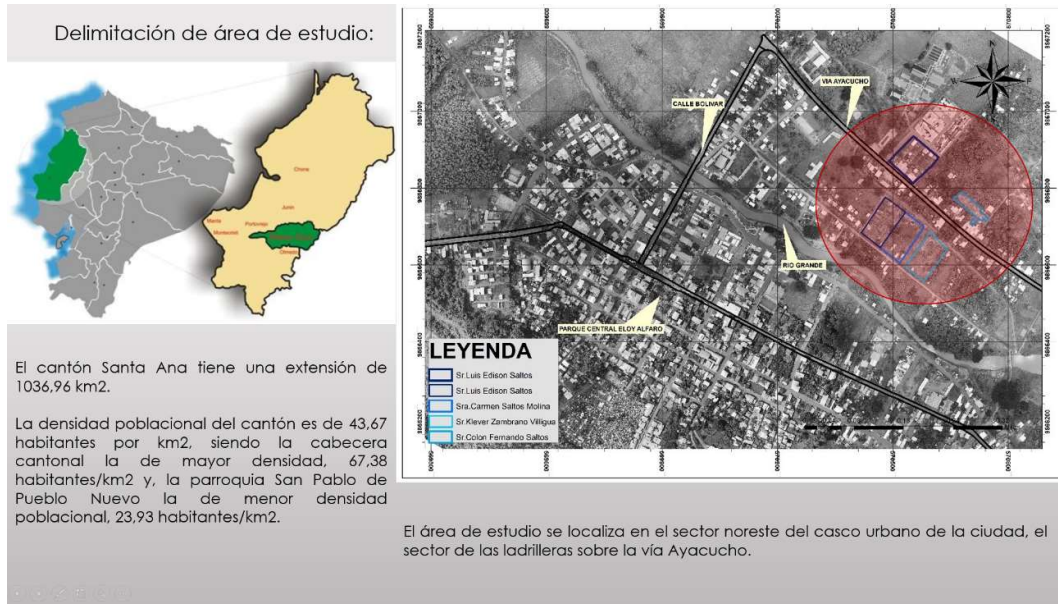 Delimitación de área de estudio:
Chone
Junín
Manta
Portoviejo
Montecristi
El cantón Santa Ana tiene una extensión de
1036,96 km2.
La densidad poblacional del cantón es de 43,67
habitantes por km2, siendo la cabecera
cantonal la de mayor densidad, 67,38
habitantes/km2 y, la parroquia San Pablo de
Pueblo Nuevo la de menor densidad
poblacional, 23,93 habitantes/km2.
N
W
E
VIA AYACUCHO
CALLE BOLIVAR
RIO GRANDE
PARQUE CENTRAL ELOY ALFARO
LEYENDA
Sr.Luis Edison Saltos
Sr.Luis Edison Saltos
Sra.Carmen Saltos Molina
Sr.Klever Zambrano Villigua
Sr.Colon Fernando Saltos
El área de estudio se localiza en el sector noreste del casco urbano de la ciudad, el
sector de las ladrilleras sobre la vía Ayacucho.